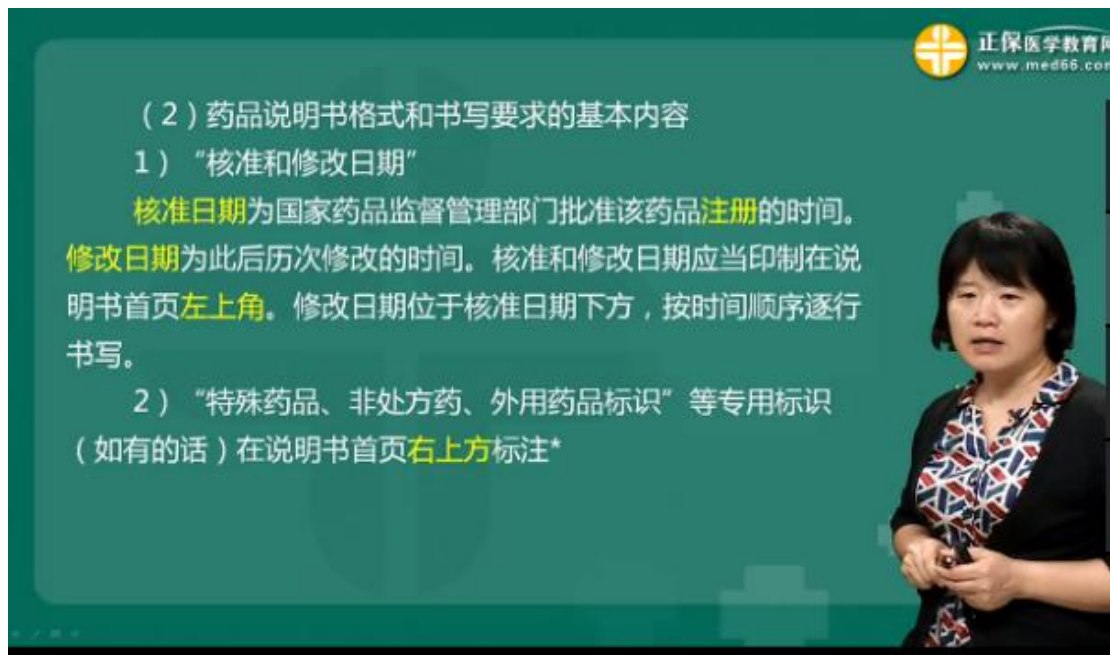 正保医学教育网
www.med66.com
（2）药品说明书格式和书写要求的基本内容
1）“核准和修改日期”
核准日期为国家药品监督管理部门批准该药品注册的时间。
修改日期为此后历次修改的时间。核准和修改日期应当印制在说
明书首页左上角。修改日期位于核准日期下方，按时间顺序逐行
书写。
2）“特殊药品、非处方药、外用药品标识”等专用标识
（如有的话）在说明书首页右上方标注*